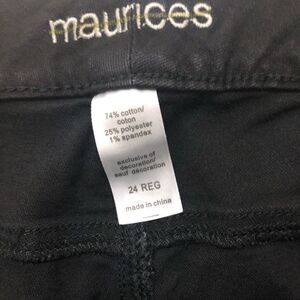 maurices
74% cotton/
coton
25% polyester
1% spandex
exclusive of
decoration/
sauf décoration
24 REG
made in china